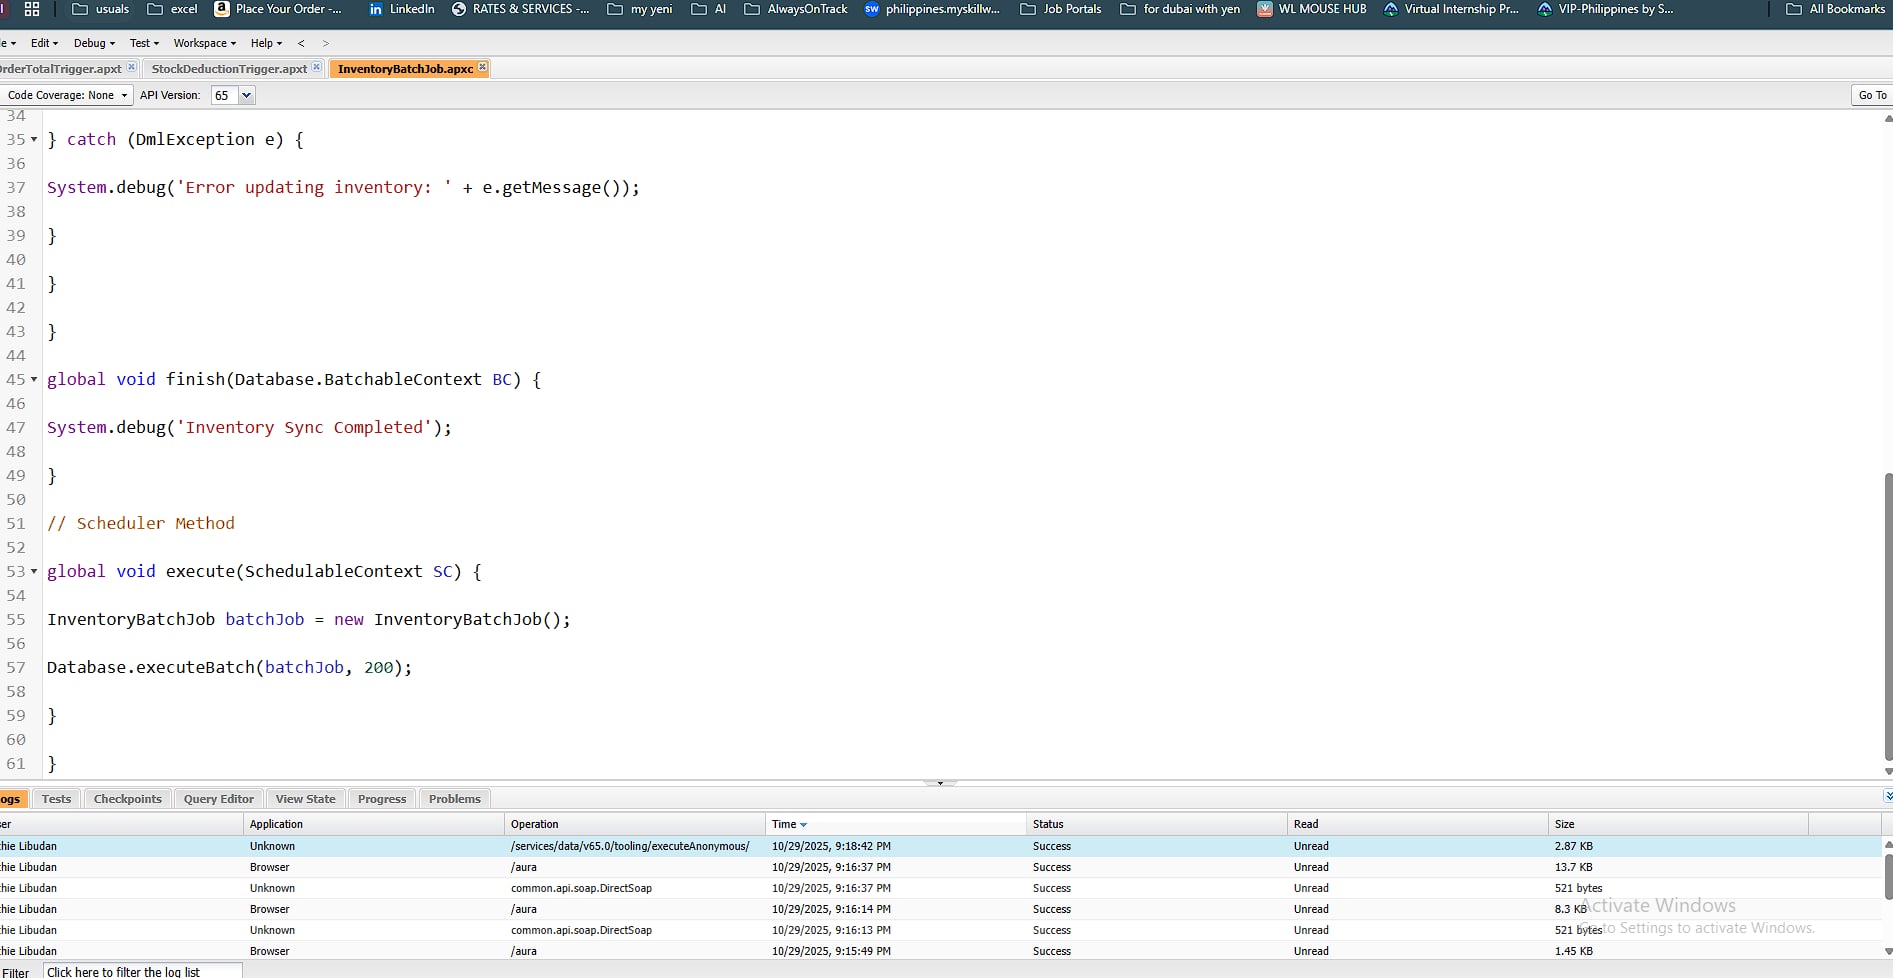 usuals excel Place Your Order -... LinkedIn RATES & SERVICES -... my yeni AI AlwaysOnTrack philippines.myskillw... Job Portals for dubai with yen WL MOUSE HUB Virtual Internship Pr... VIP-Philippines by S... All Bookmarks
Edit Debug Test Workspace Help < >
OrderTotalTrigger.apxt StockDeductionTrigger.apxt InventoryBatchJob.apxc
Code Coverage: None API Version: 65 Go To
34
35 } catch (DmlException e) {
36
37 System.debug('Error updating inventory: ' + e.getMessage());
38
39 }
40
41 }
42
43 }
44
45 global void finish(Database.BatchableContext BC) {
46
47 System.debug('Inventory Sync Completed');
48
49 }
50
51 // Scheduler Method
52
53 global void execute(SchedulableContext SC) {
54
55 InventoryBatchJob batchJob = new InventoryBatchJob();
56
57 Database.executeBatch(batchJob, 200);
58
59 }
60
61 }
ogs Tests Checkpoints Query Editor View State Progress Problems
ser Application Operation Time Status Read Size
hie Libudan Unknown /services/data/v65.0/tooling/executeAnonymous/ 10/29/2025, 9:18:42 PM Success Unread 2.87 KB
hie Libudan Browser /aura 10/29/2025, 9:16:37 PM Success Unread 13.7 KB
hie Libudan Unknown common.api.soap.DirectSoap 10/29/2025, 9:16:37 PM Success Unread 521 bytes
hie Libudan Browser /aura 10/29/2025, 9:16:14 PM Success Unread 8.3 KB
Activate Windows
hie Libudan Unknown common.api.soap.DirectSoap 10/29/2025, 9:16:13 PM Success Unread 521 bytes
Go to Settings to activate Windows.
hie Libudan Browser /aura 10/29/2025, 9:15:49 PM Success Unread 1.45 KB
Filter Click here to filter the log list